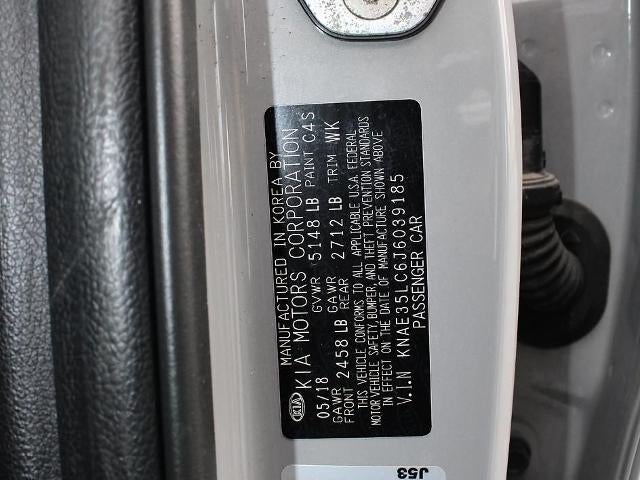 MANUFACTURED IN KOREA BY
KIA KIA MOTORS CORPORATION
05/18 GVWR 5148 LB PAINT C4S
GAWR FRONT 2458 LB GAWR REAR 2712 LB TRIM WK
THIS VEHICLE CONFORMS TO ALL APPLICABLE U.S.A. FEDERAL
MOTOR VEHICLE SAFETY, BUMPER, AND THEFT PREVENTION STANDARDS
IN EFFECT ON THE DATE OF MANUFACTURE SHOWN ABOVE
V.I.N KNAE35LC6J6039185
PASSENGER CAR
J53